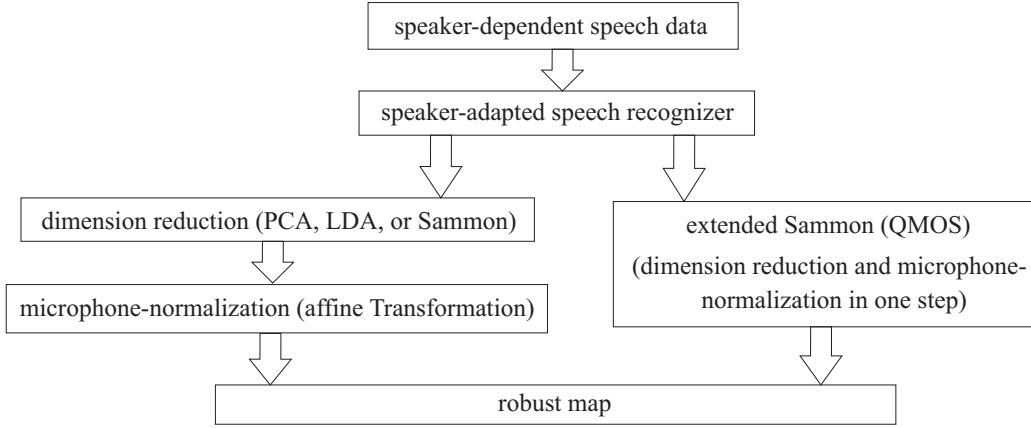 speaker-dependent speech data
speaker-adapted speech recognizer
dimension reduction (PCA, LDA, or Sammon)
microphone-normalization (affine Transformation)
extended Sammon (QMOS)
(dimension reduction and microphone-
normalization in one step)
robust map